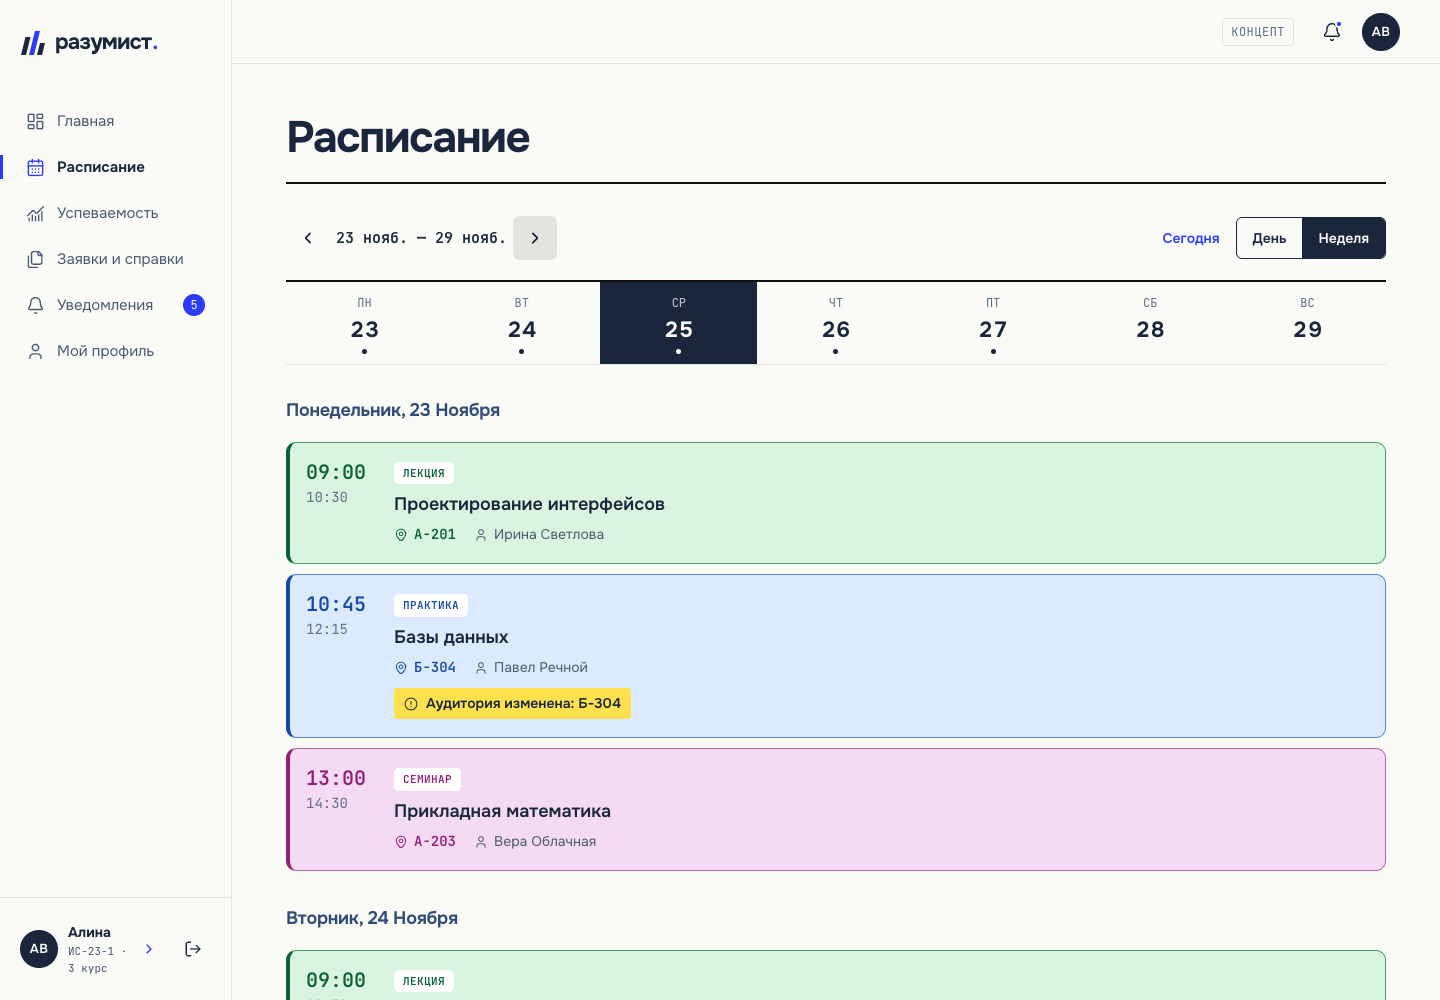 разумист.
КОНЦЕПТ
АВ
Главная
Расписание
Успеваемость
Заявки и справки
Уведомления 5
Мой профиль
Расписание
23 нояб. — 29 нояб.
Сегодня День Неделя
ПН ВТ СР ЧТ ПТ СБ ВС
23 24 25 26 27 28 29
Понедельник, 23 Ноября
09:00 ЛЕКЦИЯ
10:30
Проектирование интерфейсов
А-201 Ирина Светлова
10:45 ПРАКТИКА
12:15
Базы данных
Б-304 Павел Речной
Аудитория изменена: Б-304
13:00 СЕМИНАР
14:30
Прикладная математика
А-203 Вера Облачная
Вторник, 24 Ноября
09:00 ЛЕКЦИЯ
АВ
Алина
ИС-23-1 ·
3 курс